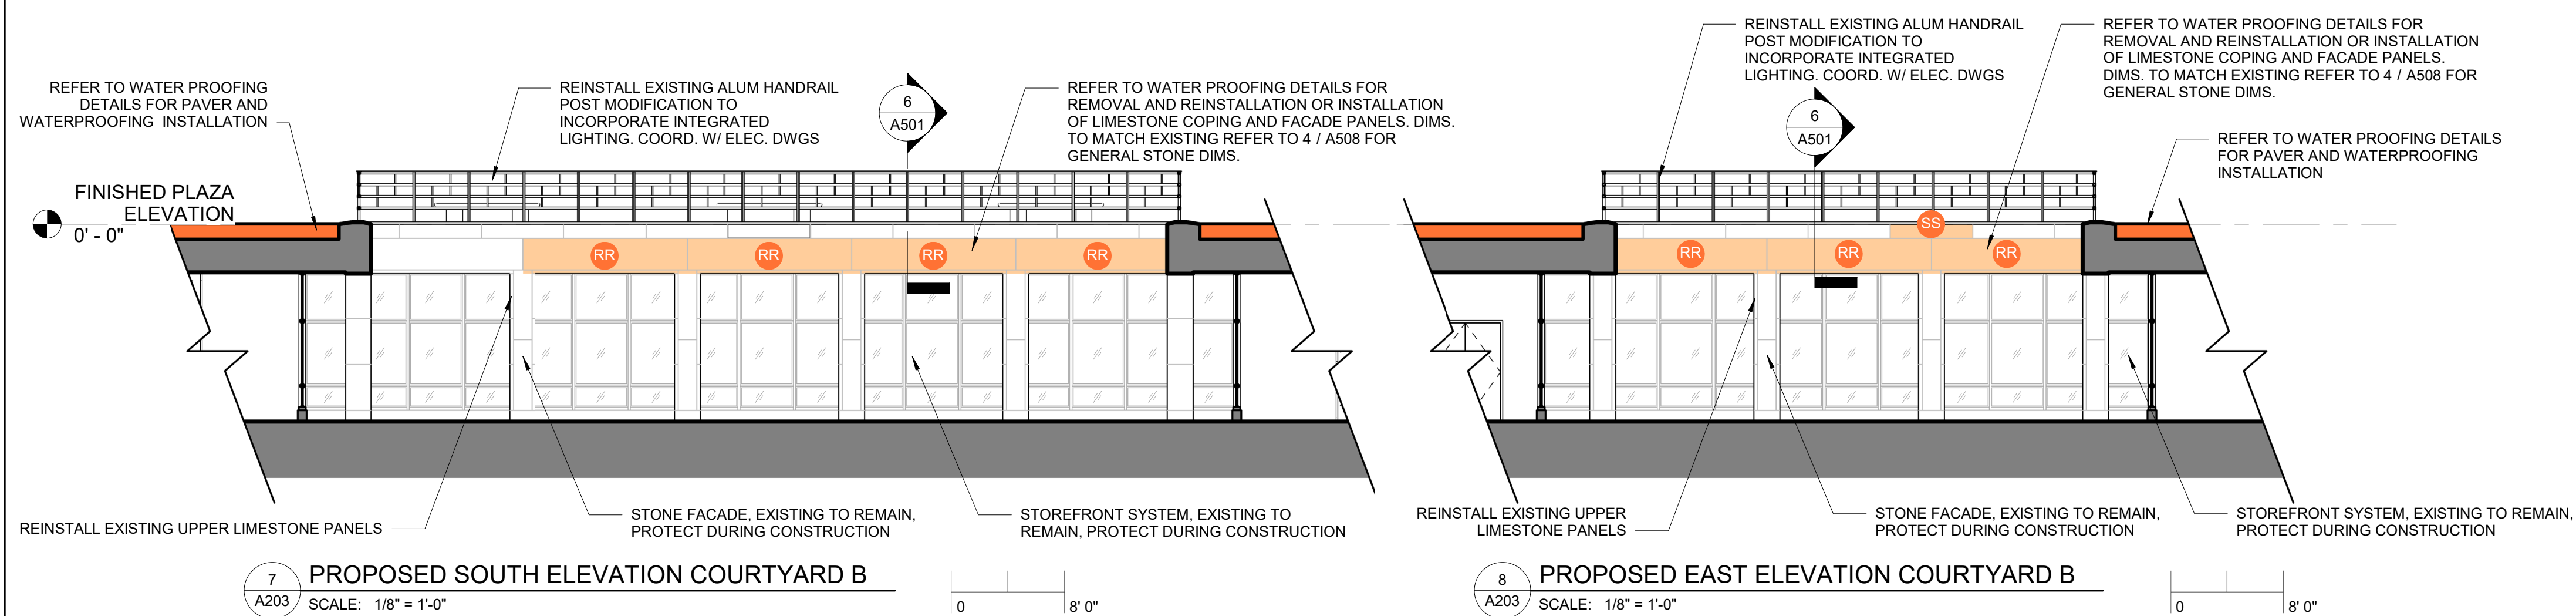 REFER TO WATER PROOFING
DETAILS FOR PAVER AND
WATERPROOFING INSTALLATION
REINSTALL EXISTING ALUM HANDRAIL
POST MODIFICATION TO
INCORPORATE INTEGRATED
LIGHTING. COORD. W/ ELEC. DWGS
6
A501
REFER TO WATER PROOFING DETAILS FOR
REMOVAL AND REINSTALLATION OR INSTALLATION
OF LIMESTONE COPING AND FACADE PANELS. DIMS.
TO MATCH EXISTING REFER TO 4 / A508 FOR
GENERAL STONE DIMS.
FINISHED PLAZA
ELEVATION
0' - 0"
RR
RR
RR
RR
REINSTALL EXISTING UPPER LIMESTONE PANELS
STONE FACADE, EXISTING TO REMAIN,
PROTECT DURING CONSTRUCTION
STOREFRONT SYSTEM, EXISTING TO
REMAIN, PROTECT DURING CONSTRUCTION
7
A203
PROPOSED SOUTH ELEVATION COURTYARD B
SCALE: 1/8" = 1'-0"
0
8' 0"
REINSTALL EXISTING ALUM HANDRAIL
POST MODIFICATION TO
INCORPORATE INTEGRATED
LIGHTING. COORD. W/ ELEC. DWGS
6
A501
REFER TO WATER PROOFING DETAILS FOR
REMOVAL AND REINSTALLATION OR INSTALLATION
OF LIMESTONE COPING AND FACADE PANELS.
DIMS. TO MATCH EXISTING REFER TO 4 / A508 FOR
GENERAL STONE DIMS.
REFER TO WATER PROOFING DETAILS
FOR PAVER AND WATERPROOFING
INSTALLATION
SS
RR
RR
RR
REINSTALL EXISTING UPPER
LIMESTONE PANELS
STONE FACADE, EXISTING TO REMAIN,
PROTECT DURING CONSTRUCTION
STOREFRONT SYSTEM, EXISTING TO REMAIN,
PROTECT DURING CONSTRUCTION
8
A203
PROPOSED EAST ELEVATION COURTYARD B
SCALE: 1/8" = 1'-0"
0
8' 0"